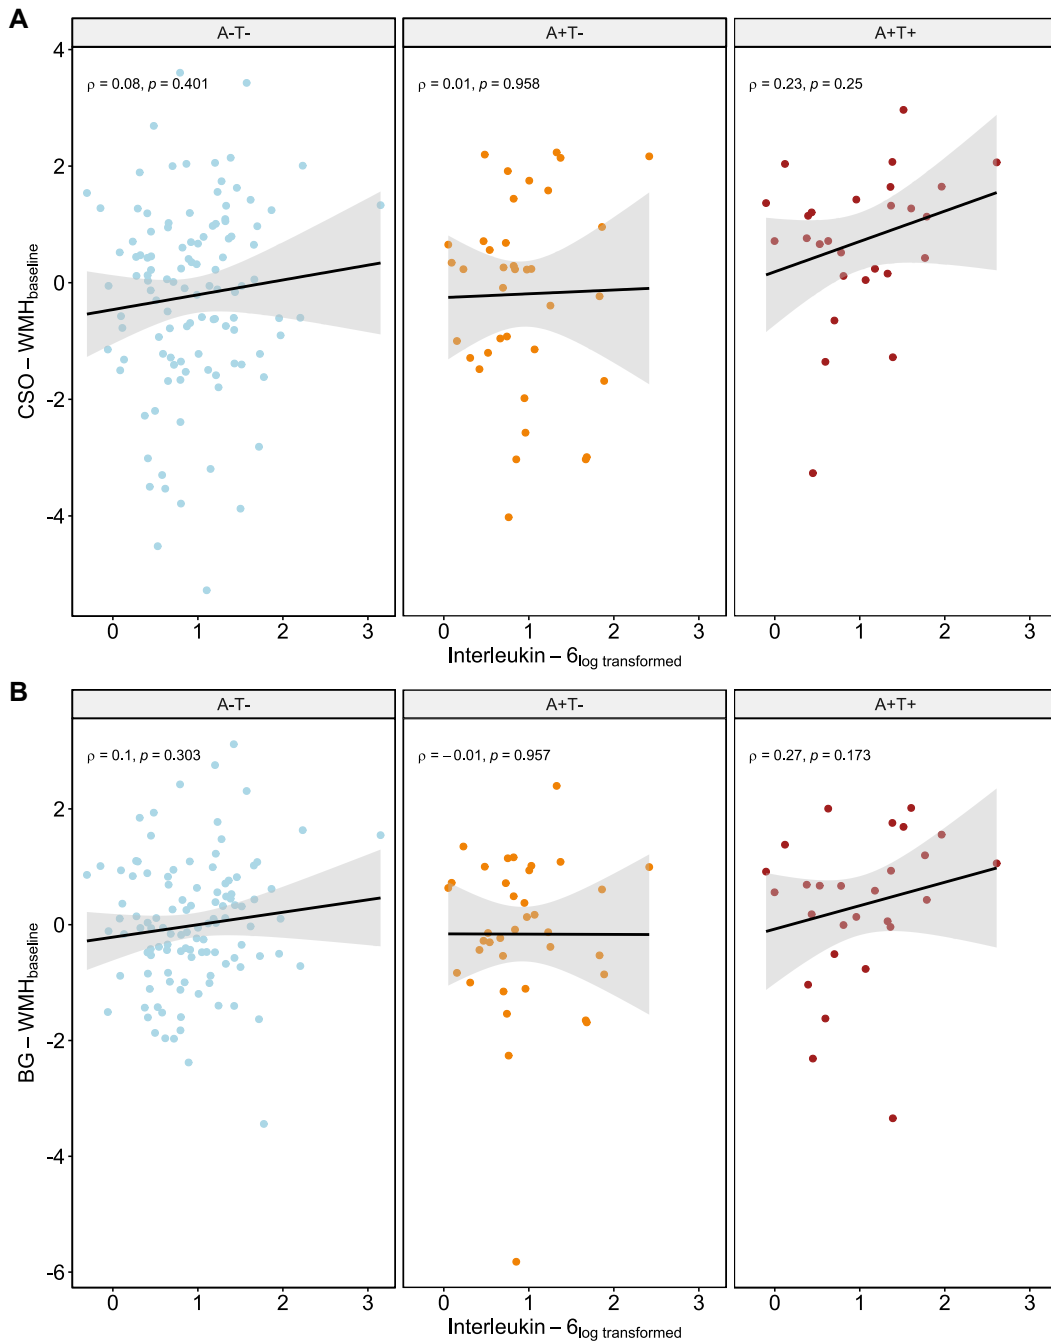 A
A-T- A+T- A+T+
ρ = 0.08, p = 0.401 ρ = 0.01, p = 0.958 ρ = 0.23, p = 0.25
4
2
0
-2
-4
CSO – WMHbaseline
0 1 2 3 0 1 2 3 0 1 2 3
Interleukin – 6log transformed
B
A-T- A+T- A+T+
ρ = 0.1, p = 0.303 ρ = −0.01, p = 0.957 ρ = 0.27, p = 0.173
2
0
-2
-4
-6
BG – WMHbaseline
0 1 2 3 0 1 2 3 0 1 2 3
Interleukin – 6log transformed